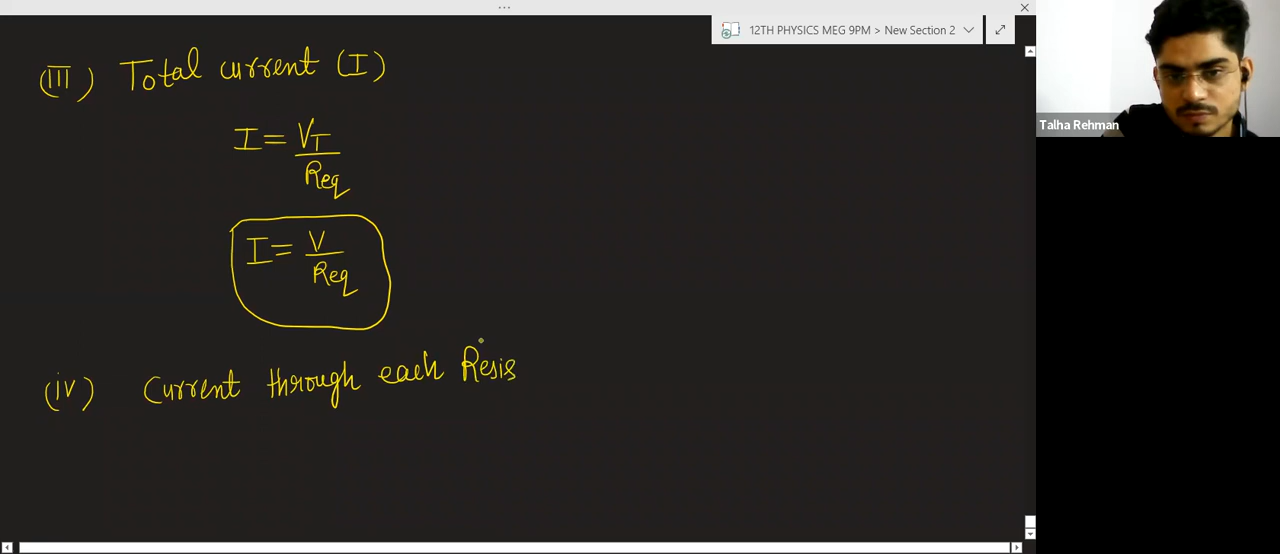 12TH PHYSICS MEG 9PM > New Section 2
Talha Rehman
(III) Total current (I)
I = V_T / Req
I = V / Req
(iv) Current through each Resis